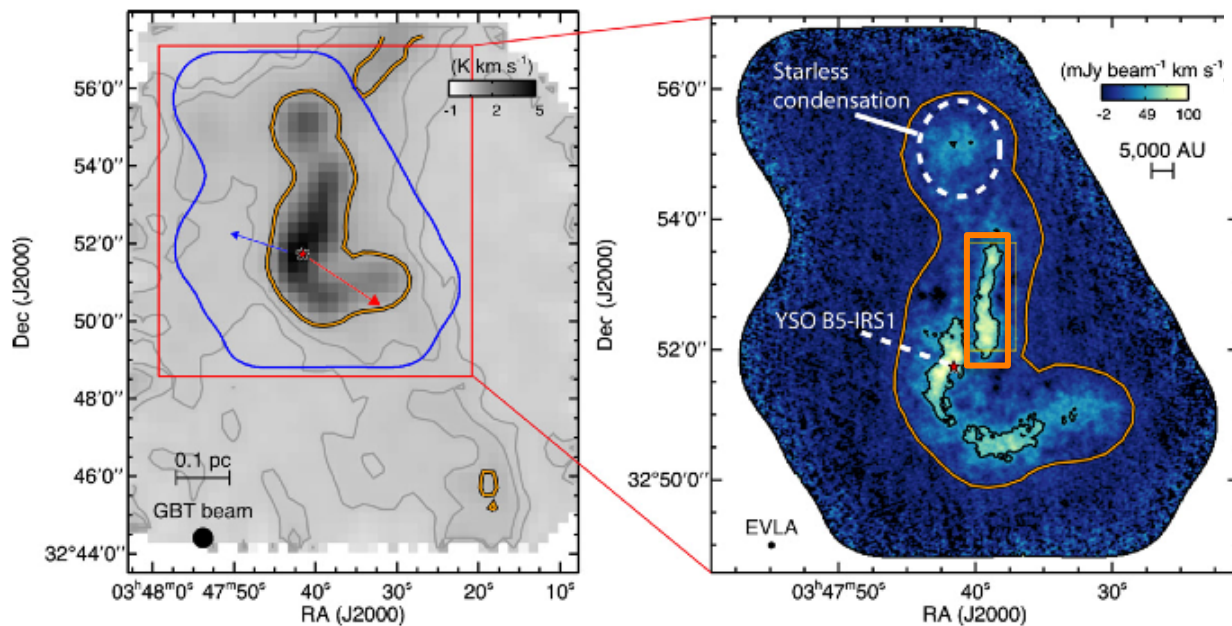 (K km s⁻¹)
-1 2 5
56'0''
54'0''
52'0''
50'0''
48'0''
46'0''
32°44'0''
Dec (J2000)
0.1 pc
GBT beam
03ʰ48ᵐ0ˢ 47ᵐ50ˢ 40ˢ 30ˢ 20ˢ 10ˢ
RA (J2000)
Starless
condensation
(mJy beam⁻¹ km s⁻¹)
-2 49 100
5,000 AU
56'0''
54'0''
52'0''
32°50'0''
Dec (J2000)
YSO B5-IRS1
EVLA
03ʰ47ᵐ50ˢ 40ˢ 30ˢ
RA (J2000)